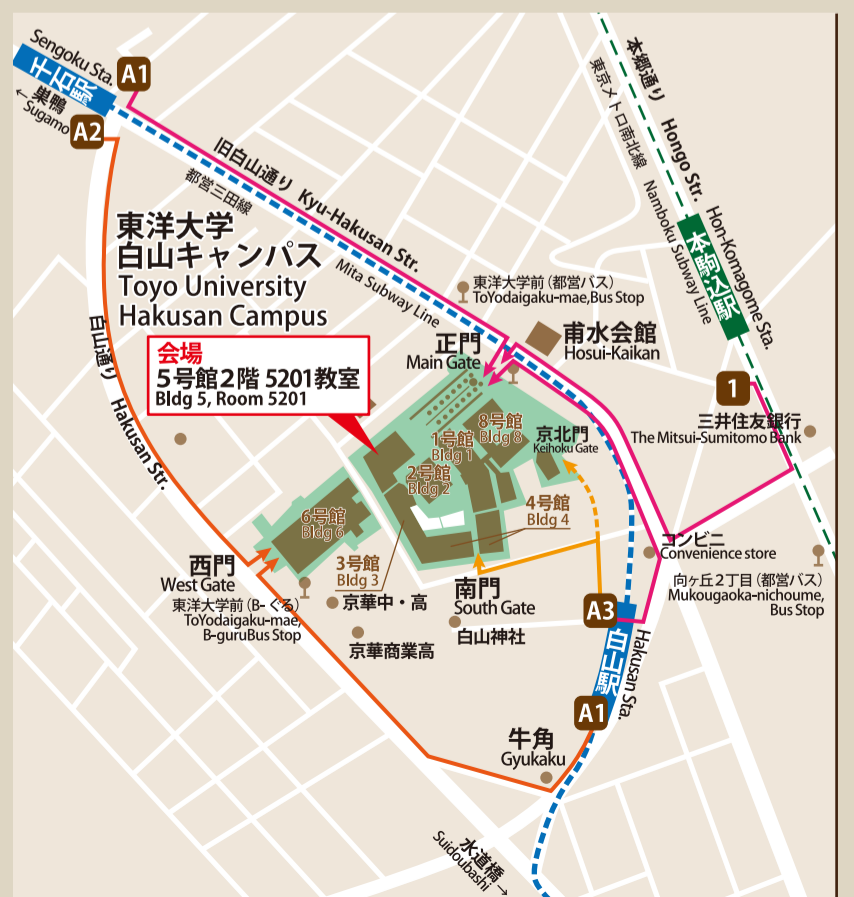 Sengoku Sta.
千石駅
A1
巣鴨
← Sugamo
A2
本郷通り Hongo Str.
東京メトロ南北線
Namboku Subway Line
本駒込駅
Hon-Komagome Sta.
旧白山通り Kyu-Hakusan Str.
都営三田線
Mita Subway Line
東洋大学
白山キャンパス
Toyo University
Hakusan Campus
東洋大学前(都営バス)
ToYodaigaku-mae,Bus Stop
正門
Main Gate
甫水会館
Hosui-Kaikan
会場
5号館2階 5201教室
Bldg 5, Room 5201
白山通り Hakusan Str.
1
三井住友銀行
The Mitsui-Sumitomo Bank
8号館
Bldg 8
1号館
Bldg 1
京北門
Keihoku Gate
2号館
Bldg 2
6号館
Bldg 6
4号館
Bldg 4
3号館
Bldg 3
西門
West Gate
東洋大学前(B-ぐる)
ToYodaigaku-mae,
B-guruBus Stop
京華中・高
京華商業高
南門
South Gate
白山神社
コンビニ
Convenience store
向ヶ丘2丁目(都営バス)
Mukougaoka-nichoume,
Bus Stop
A3
白山駅
Hakusan Sta.
A1
牛角
Gyukaku
水道橋
Suidoubashi →